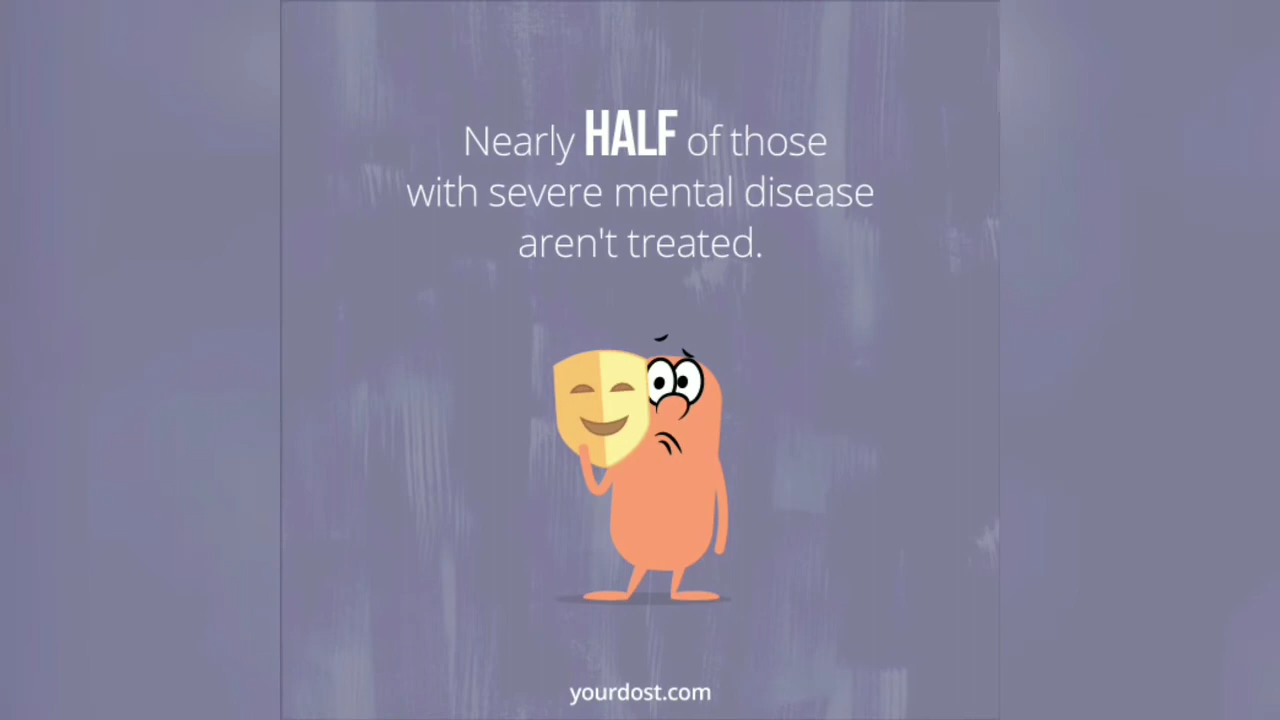 Nearly HALF of those
with severe mental disease
aren't treated.
yourdost.com